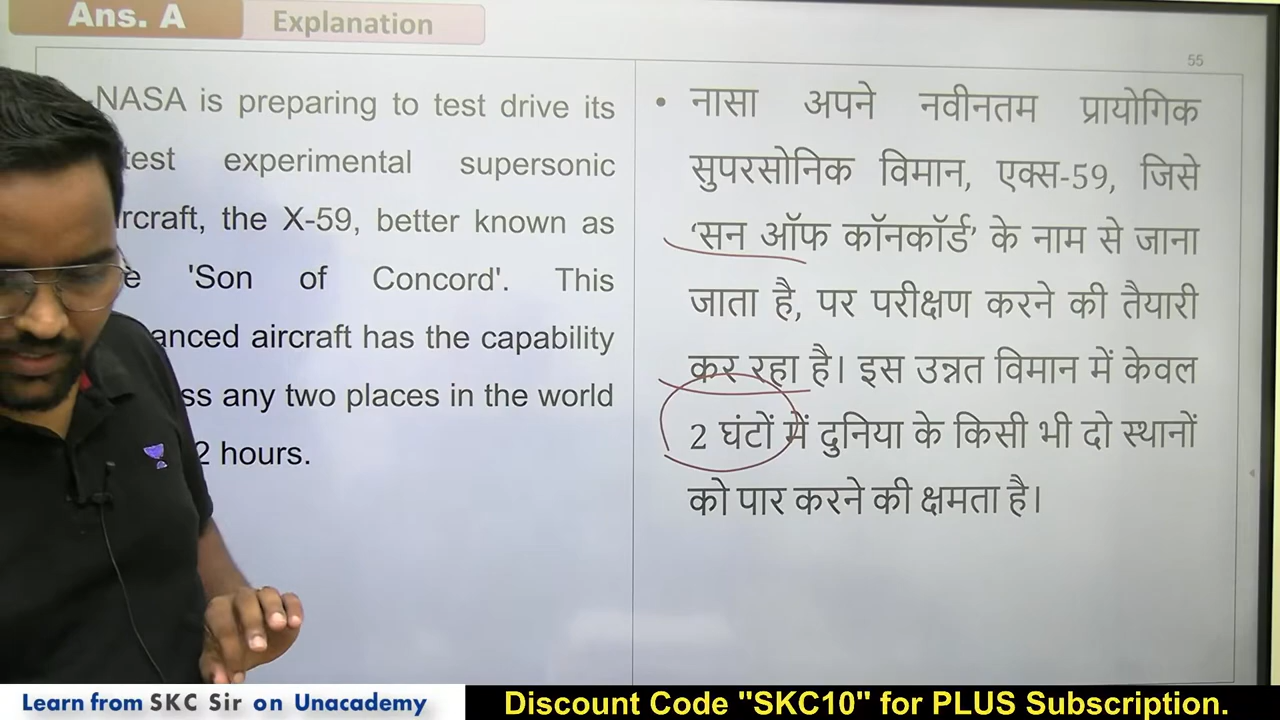 Ans. A
Explanation
55
NASA is preparing to test drive its
test experimental supersonic
rcraft, the X-59, better known as
e 'Son of Concord'. This
anced aircraft has the capability
ss any two places in the world
2 hours.
• नासा अपने नवीनतम प्रायोगिक
सुपरसोनिक विमान, एक्स-59, जिसे
‘सन ऑफ कॉनकॉर्ड’ के नाम से जाना
जाता है, पर परीक्षण करने की तैयारी
कर रहा है। इस उन्नत विमान में केवल
2 घंटों में दुनिया के किसी भी दो स्थानों
को पार करने की क्षमता है।
Learn from SKC Sir on Unacademy
Discount Code "SKC10" for PLUS Subscription.